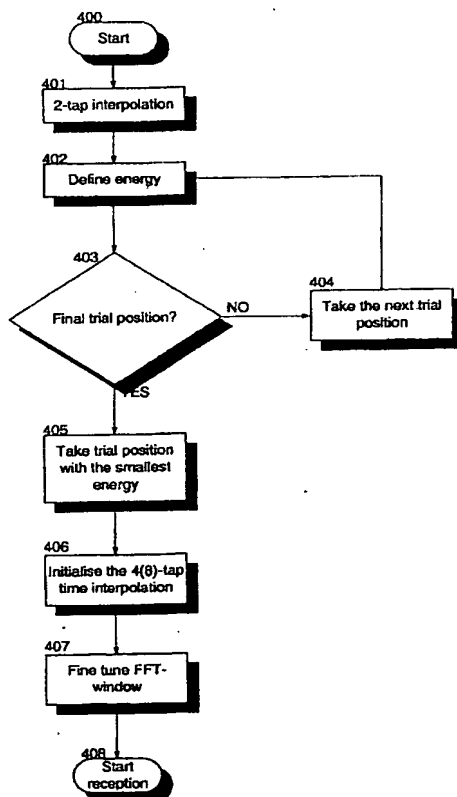 400
Start
401
2-tap interpolation
402
Define energy
403
Final trial position?
NO
404
Take the next trial
position
YES
405
Take trial position
with the smallest
energy
406
Initialise the 4(8)-tap
time interpolation
407
Fine tune FFT-
window
408
Start
reception